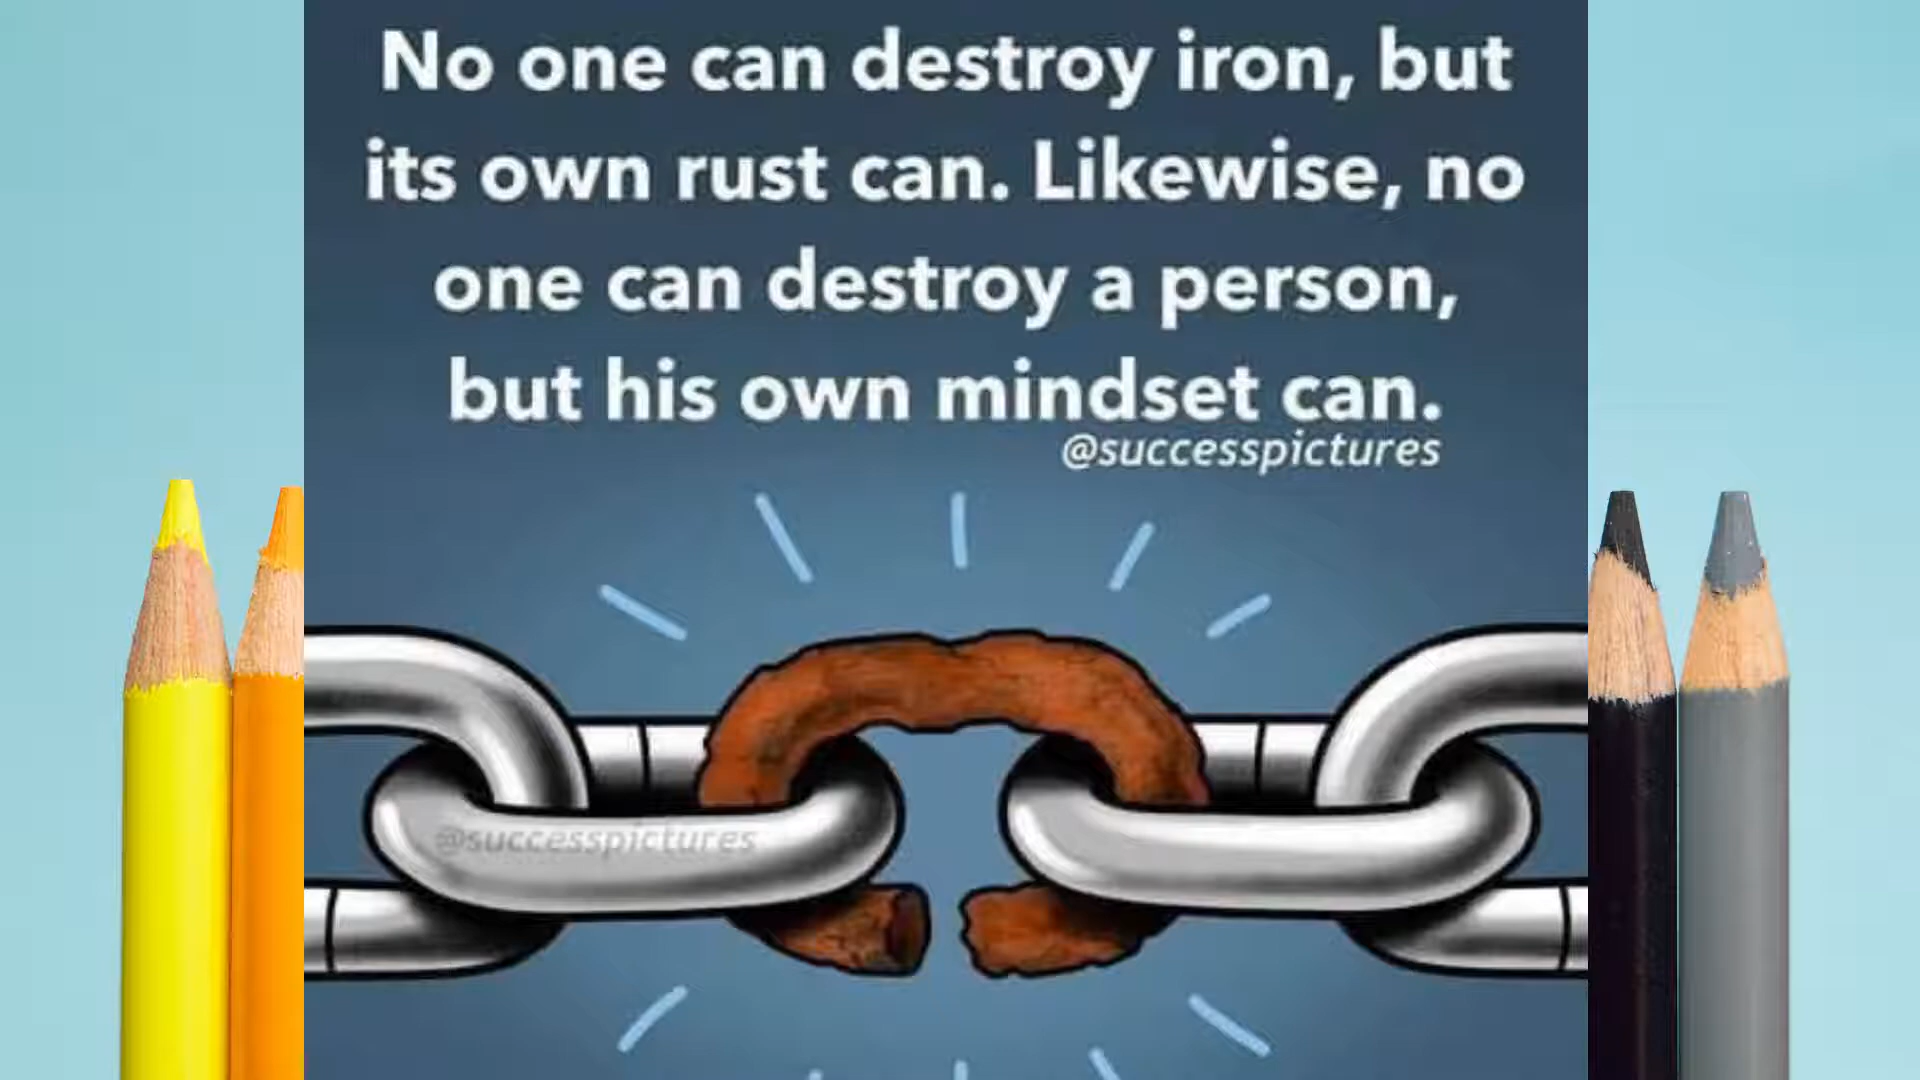 No one can destroy iron, but
its own rust can. Likewise, no
one can destroy a person,
but his own mindset can.
@successpictures
@successpictures